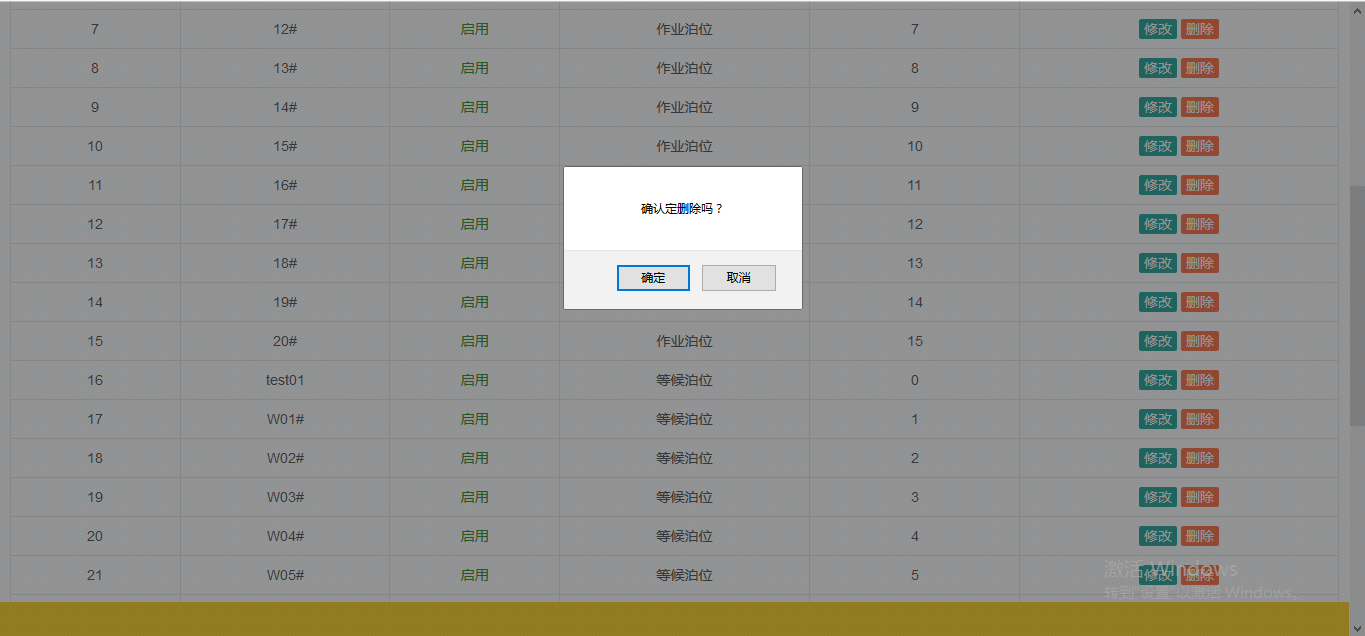 7 12# 启用 作业泊位 7 修改 删除
8 13# 启用 作业泊位 8 修改 删除
9 14# 启用 作业泊位 9 修改 删除
10 15# 启用 作业泊位 10 修改 删除
11 16# 启用 11 修改 删除
12 17# 启用 12 修改 删除
13 18# 启用 13 修改 删除
14 19# 启用 14 修改 删除
确认定删除吗？
确定 取消
15 20# 启用 作业泊位 15 修改 删除
16 test01 启用 等候泊位 0 修改 删除
17 W01# 启用 等候泊位 1 修改 删除
18 W02# 启用 等候泊位 2 修改 删除
19 W03# 启用 等候泊位 3 修改 删除
20 W04# 启用 等候泊位 4 修改 删除
21 W05# 启用 等候泊位 5 修改 删除
激活 Windows
转到"设置"以激活 Windows。